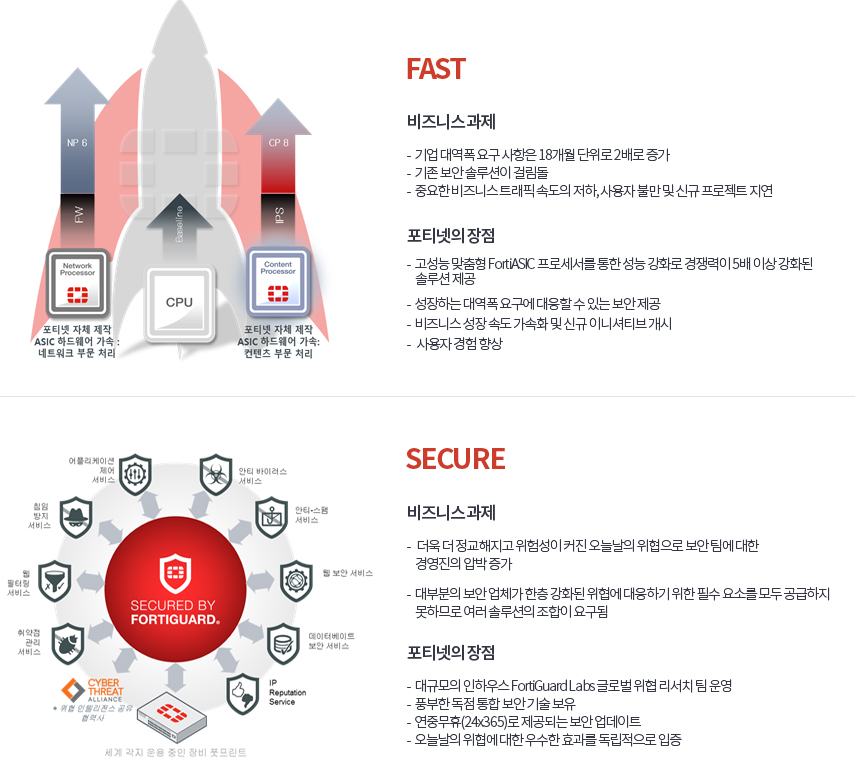 FAST
비즈니스 과제
- 기업 대역폭 요구 사항은 18개월 단위로 2배로 증가
- 기존 보안 솔루션이 걸림돌
- 중요한 비즈니스 트래픽 속도의 저하, 사용자 불만 및 신규 프로젝트 지연
포티넷의 장점
- 고성능 맞춤형 FortiASIC 프로세서를 통한 성능 강화로 경쟁력이 5배 이상 강화된
솔루션 제공
- 성장하는 대역폭 요구에 대응할 수 있는 보안 제공
- 비즈니스 성장 속도 가속화 및 신규 이니셔티브 개시
- 사용자 경험 향상
NP 6
CP 8
FW
Baseline
IPS
Network
Processor
CPU
Content
Processor
포티넷 자체 제작
ASIC 하드웨어 가속 :
네트워크 부문 처리
포티넷 자체 제작
ASIC 하드웨어 가속:
컨텐츠 부문 처리
SECURE
비즈니스 과제
- 더욱 더 정교해지고 위험성이 커진 오늘날의 위협으로 보안 팀에 대한
경영진의 압박 증가
- 대부분의 보안 업체가 한층 강화된 위협에 대응하기 위한 필수 요소를 모두 공급하지
못하므로 여러 솔루션의 조합이 요구됨
포티넷의 장점
- 대규모의 인하우스 FortiGuard Labs 글로벌 위협 리서치 팀 운영
- 풍부한 독점 통합 보안 기술 보유
- 연중무휴(24x365)로 제공되는 보안 업데이트
- 오늘날의 위협에 대한 우수한 효과를 독립적으로 입증
어플리케이션
제어
서비스
안티 바이러스
서비스
침입
방지
서비스
안티-스팸
서비스
웹
필터링
서비스
웹 보안 서비스
취약점
관리
서비스
데이터베이트
보안 서비스
SECURED BY
FORTIGUARD®
CYBER
THREAT
ALLIANCE
* 위협 인텔리전스 공유
협력사
IP
Reputation
Service
세계 각지 운용 중인 장비 풋프린트